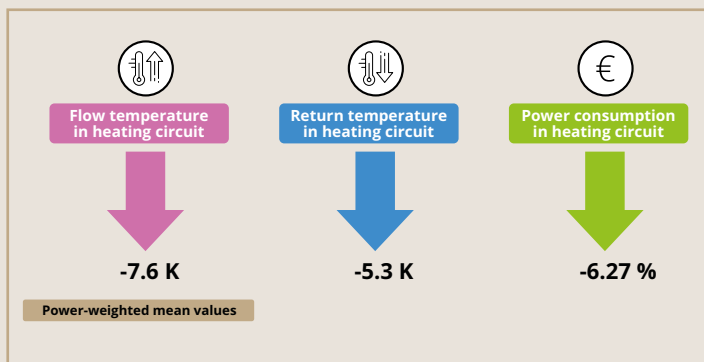 €
Flow temperature
in heating circuit
Return temperature
in heating circuit
Power consumption
in heating circuit
-7.6 K
-5.3 K
-6.27 %
Power-weighted mean values